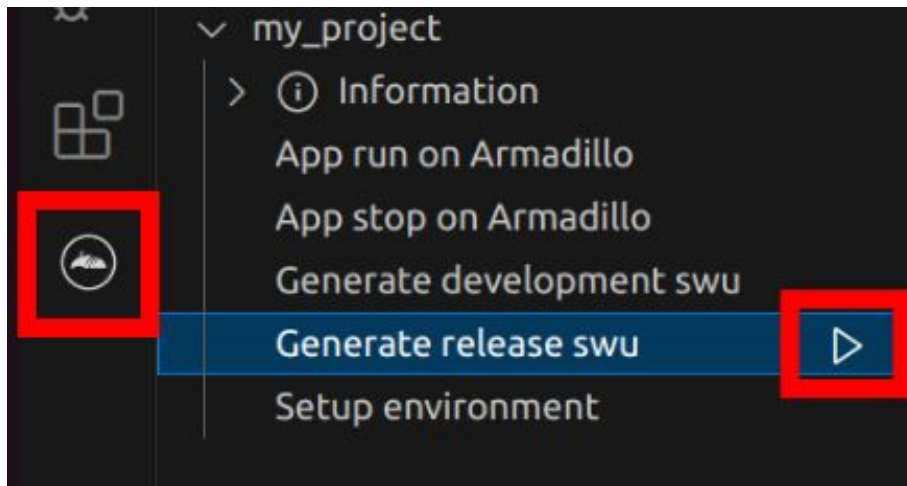 my_project
Information
App run on Armadillo
App stop on Armadillo
Generate development swu
Generate release swu
Setup environment